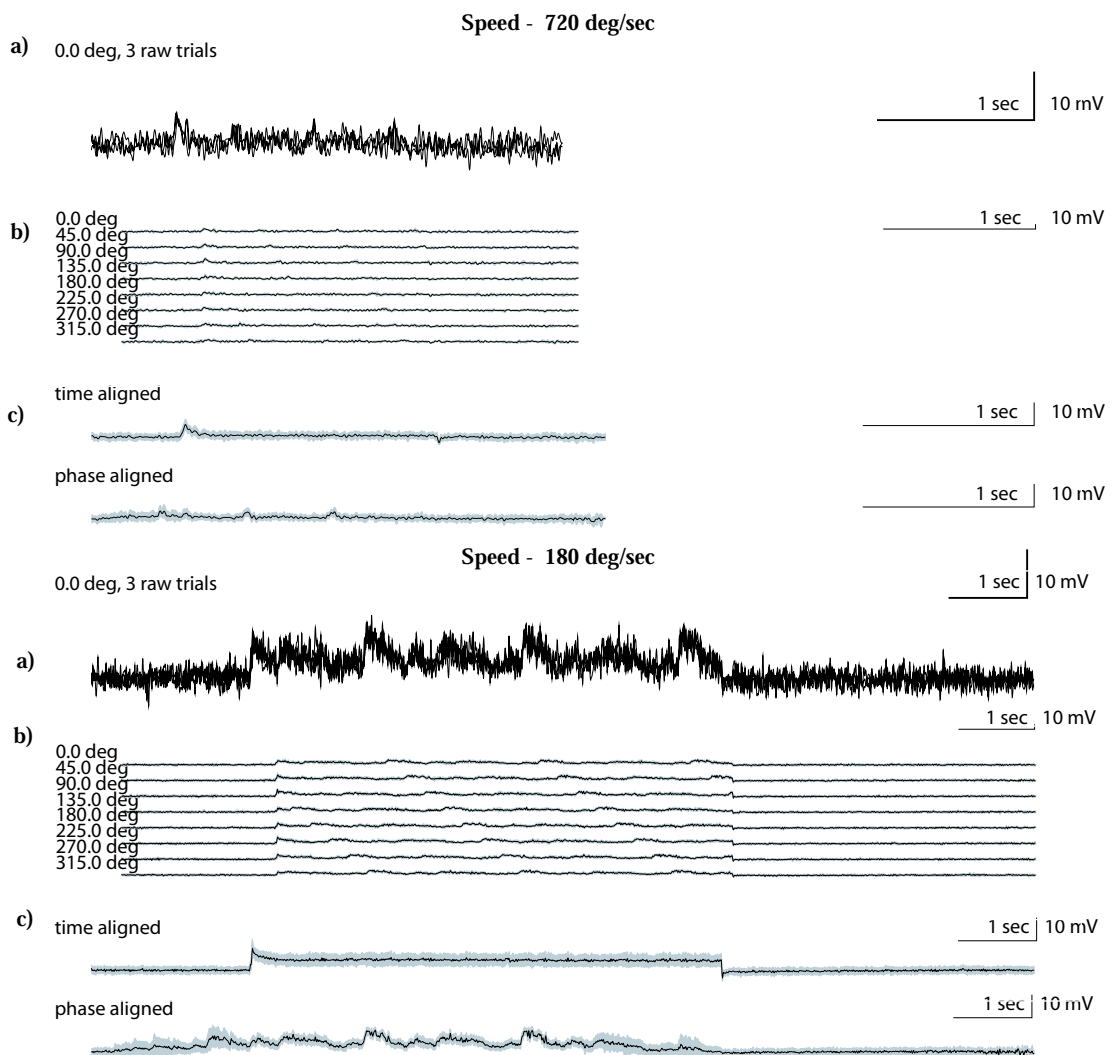 Speed - 720 deg/sec
a)
0.0 deg, 3 raw trials
1 sec 10 mV
b)
0.0 deg
45.0 deg
90.0 deg
135.0 deg
180.0 deg
225.0 deg
270.0 deg
315.0 deg
1 sec 10 mV
c)
time aligned
1 sec 10 mV
phase aligned
1 sec 10 mV
Speed - 180 deg/sec
0.0 deg, 3 raw trials
1 sec 10 mV
a)
b)
1 sec 10 mV
0.0 deg
45.0 deg
90.0 deg
135.0 deg
180.0 deg
225.0 deg
270.0 deg
315.0 deg
c)
time aligned
1 sec 10 mV
phase aligned
1 sec 10 mV